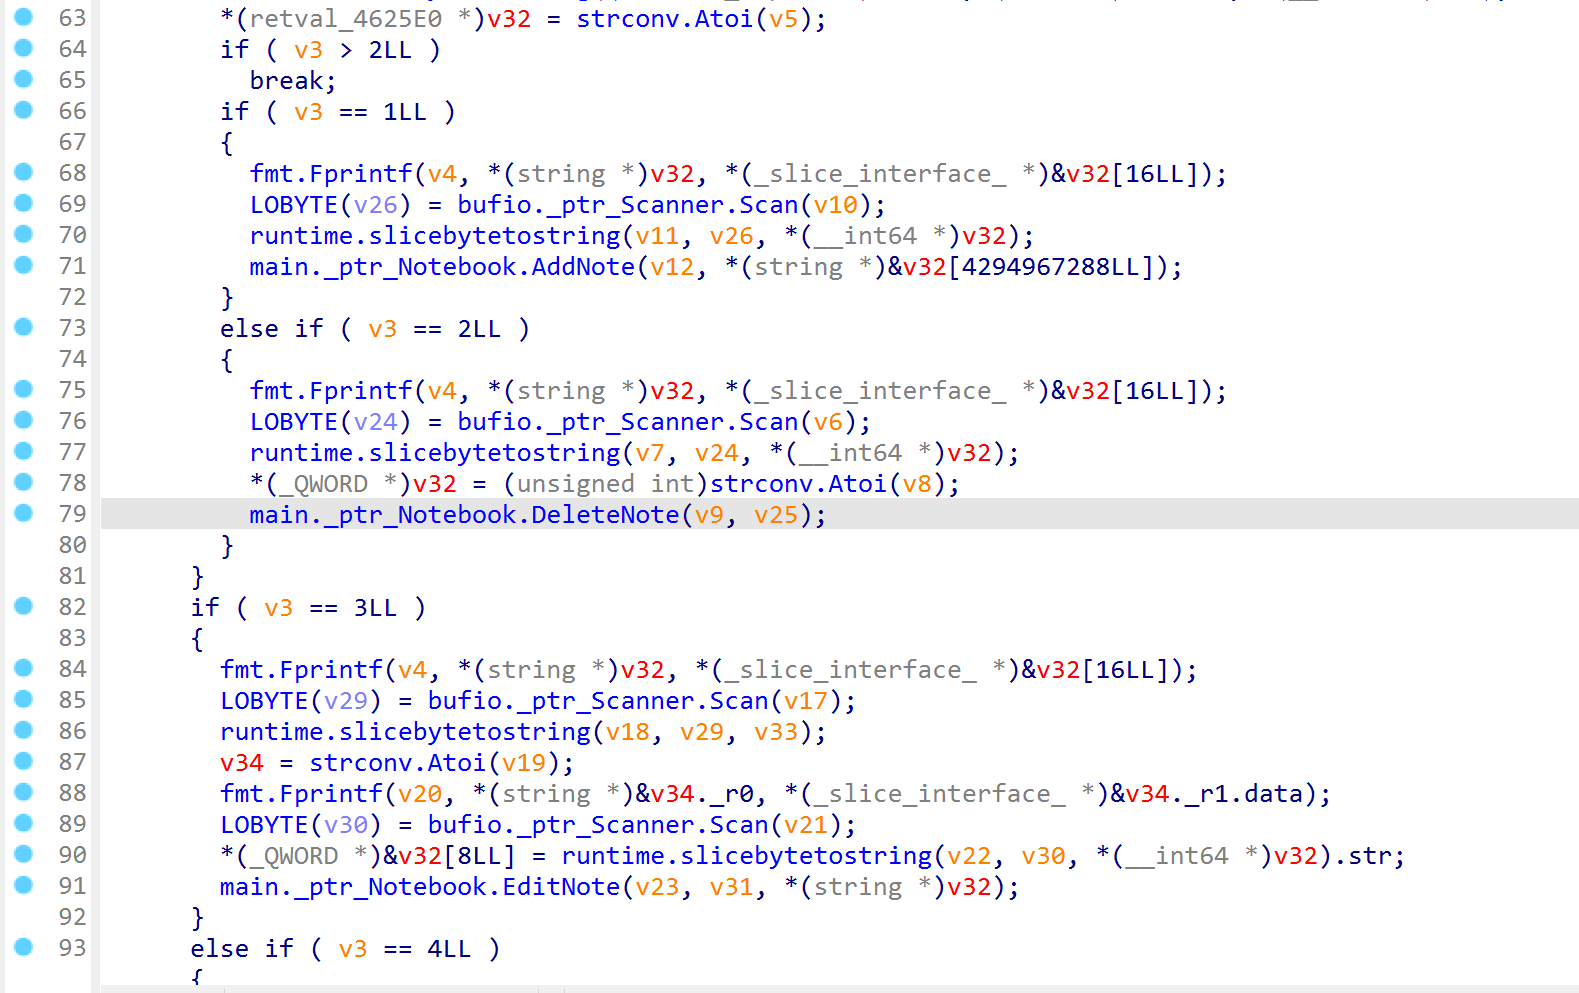 63 *(retval_4625E0 *)v32 = strconv.Atoi(v5);
64 if ( v3 > 2LL )
65 break;
66 if ( v3 == 1LL )
67 {
68 fmt.Fprintf(v4, *(string *)v32, *(_slice_interface_ *)&v32[16LL]);
69 LOBYTE(v26) = bufio._ptr_Scanner.Scan(v10);
70 runtime.slicebytetostring(v11, v26, *(__int64 *)v32);
71 main._ptr_Notebook.AddNote(v12, *(string *)&v32[4294967288LL]);
72 }
73 else if ( v3 == 2LL )
74 {
75 fmt.Fprintf(v4, *(string *)v32, *(_slice_interface_ *)&v32[16LL]);
76 LOBYTE(v24) = bufio._ptr_Scanner.Scan(v6);
77 runtime.slicebytetostring(v7, v24, *(__int64 *)v32);
78 *(_QWORD *)v32 = (unsigned int)strconv.Atoi(v8);
79 main._ptr_Notebook.DeleteNote(v9, v25);
80 }
81 }
82 if ( v3 == 3LL )
83 {
84 fmt.Fprintf(v4, *(string *)v32, *(_slice_interface_ *)&v32[16LL]);
85 LOBYTE(v29) = bufio._ptr_Scanner.Scan(v17);
86 runtime.slicebytetostring(v18, v29, v33);
87 v34 = strconv.Atoi(v19);
88 fmt.Fprintf(v20, *(string *)&v34._r0, *(_slice_interface_ *)&v34._r1.data);
89 LOBYTE(v30) = bufio._ptr_Scanner.Scan(v21);
90 *(_QWORD *)&v32[8LL] = runtime.slicebytetostring(v22, v30, *(__int64 *)v32).str;
91 main._ptr_Notebook.EditNote(v23, v31, *(string *)v32);
92 }
93 else if ( v3 == 4LL )
{